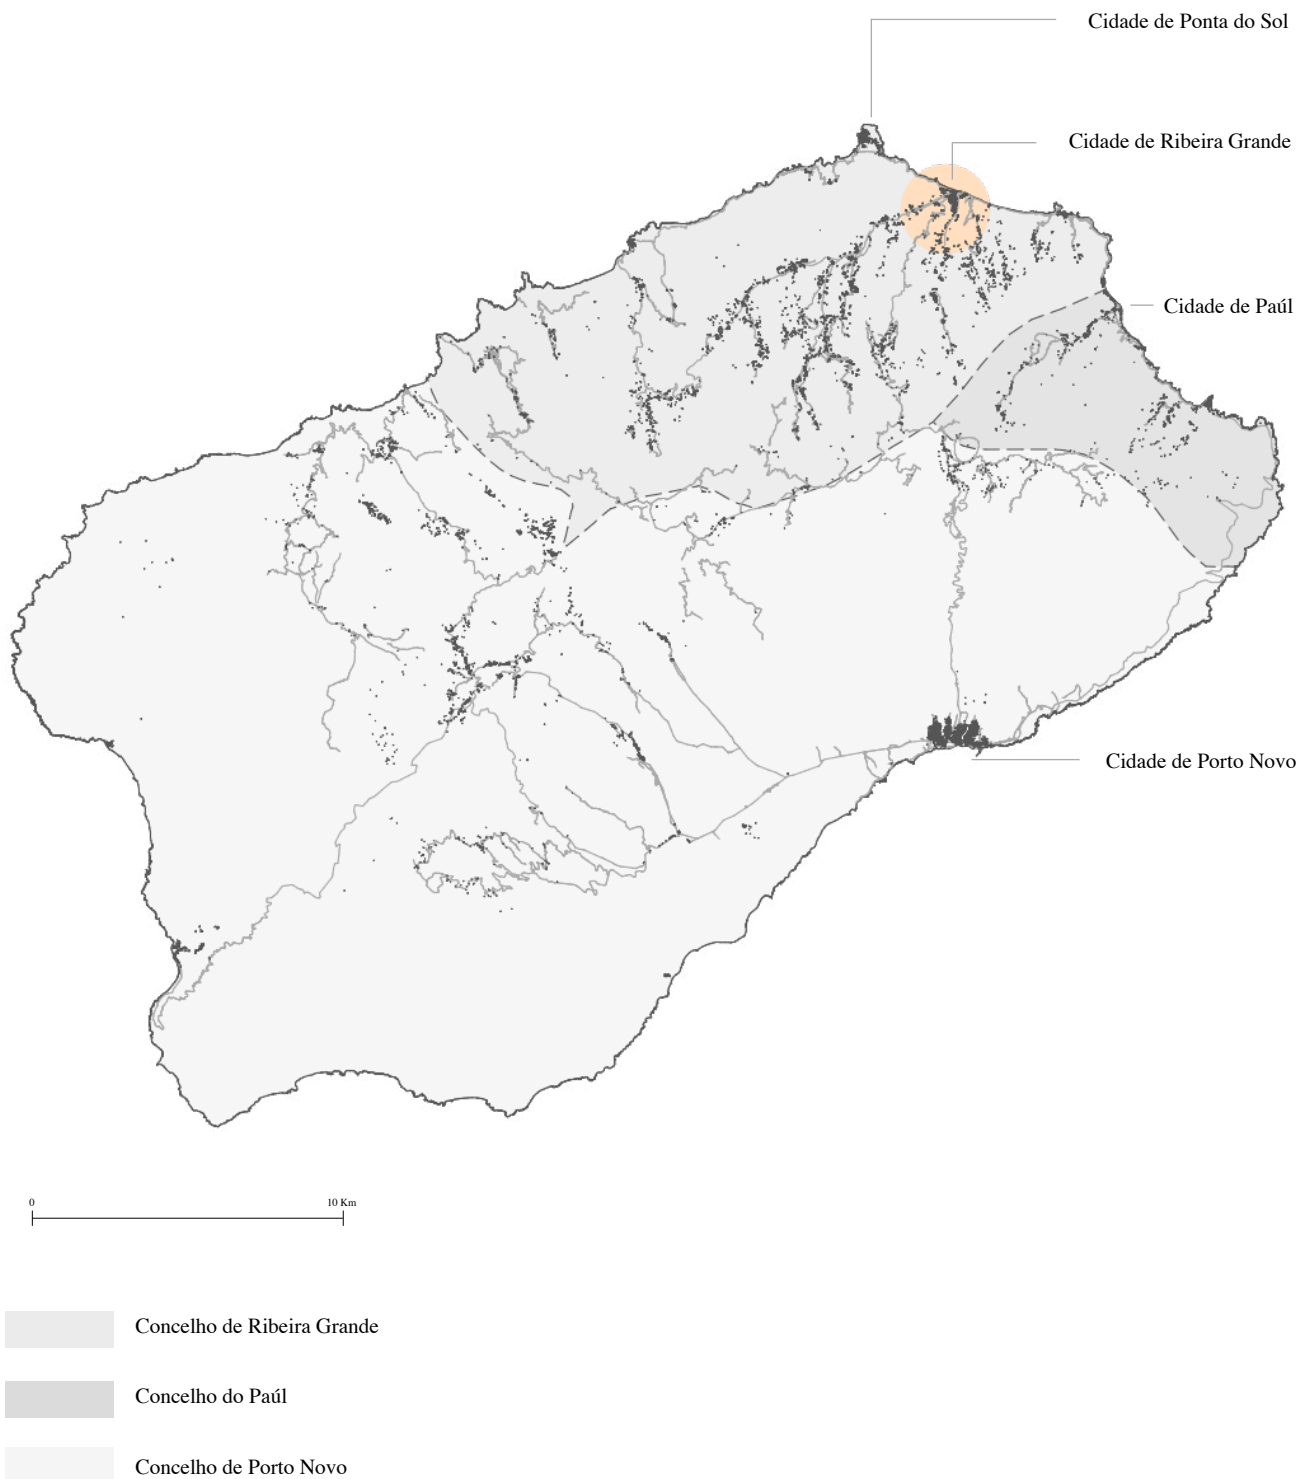 Cidade de Ponta do Sol
Cidade de Ribeira Grande
Cidade de Paúl
Cidade de Porto Novo
0 10 Km
Concelho de Ribeira Grande
Concelho do Paúl
Concelho de Porto Novo